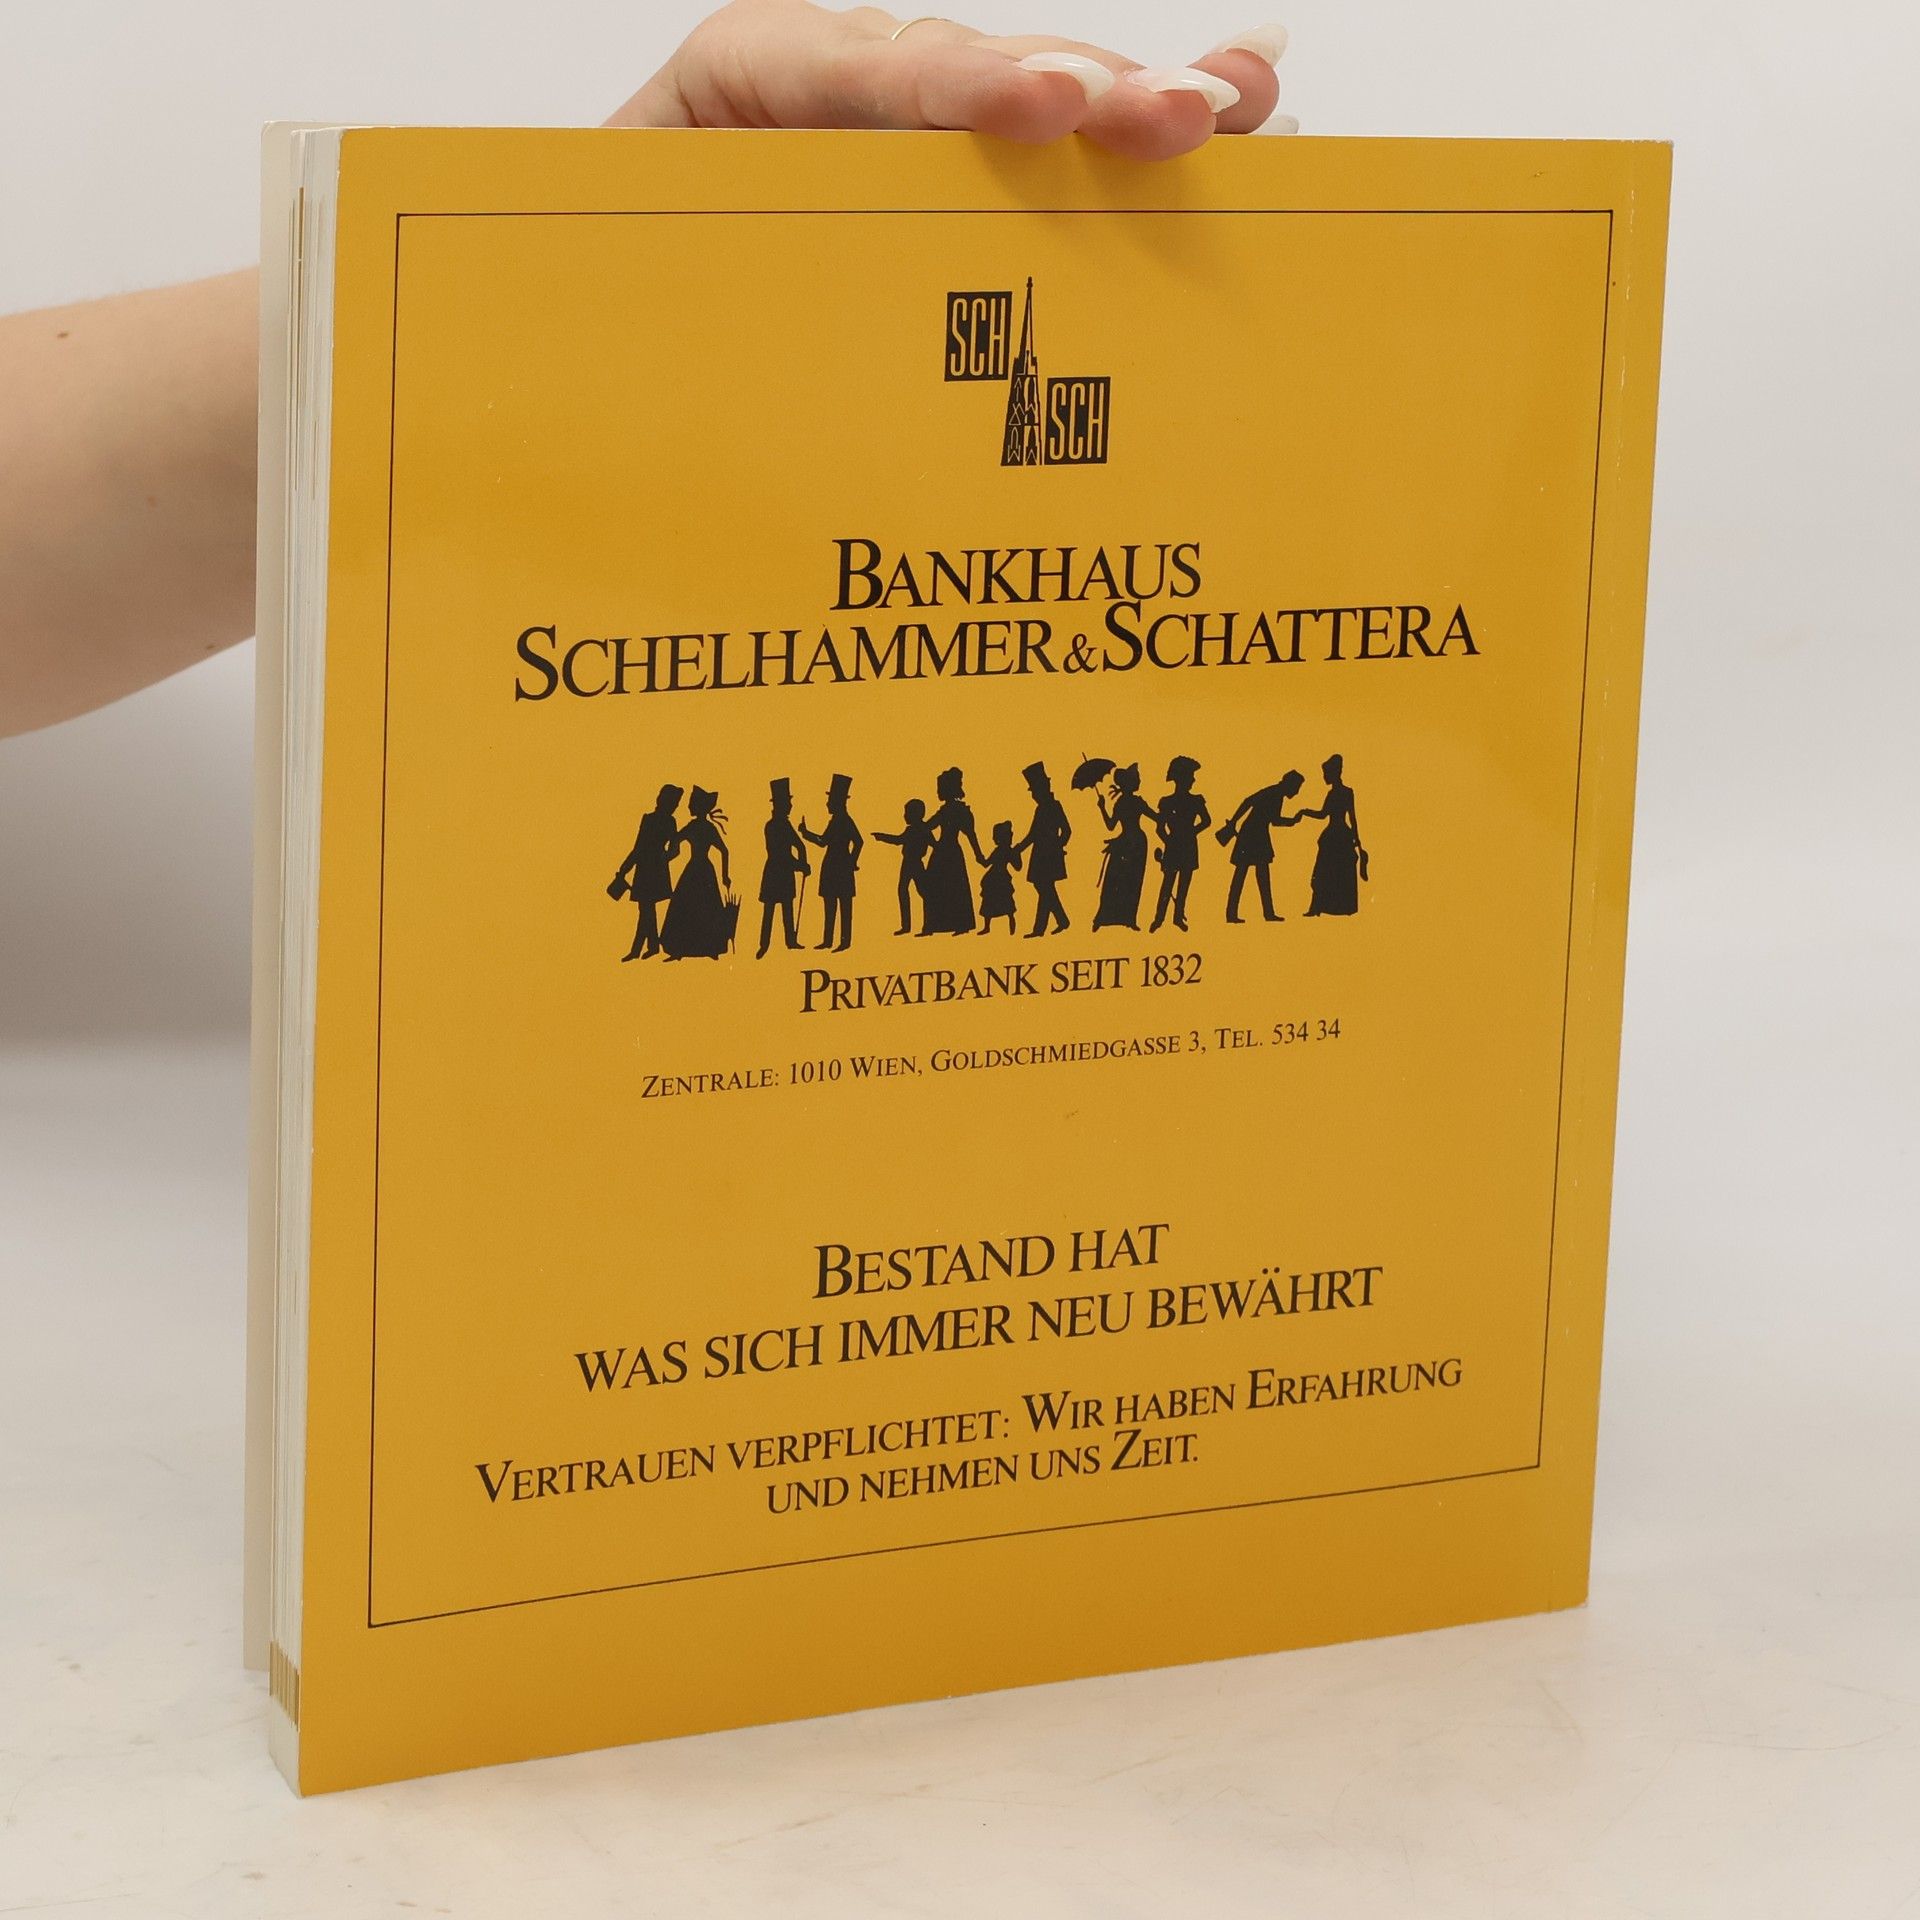 SCH
SCH
BANKHAUS
SCHELHAMMER & SCHATTERA
PRIVATBANK SEIT 1832
ZENTRALE: 1010 WIEN, GOLDSCHMIEDGASSE 3, TEL. 534 34
BESTAND HAT
WAS SICH IMMER NEU BEWÄHRT
VERTRAUEN VERPFLICHTET: WIR HABEN ERFAHRUNG
UND NEHMEN UNS ZEIT.